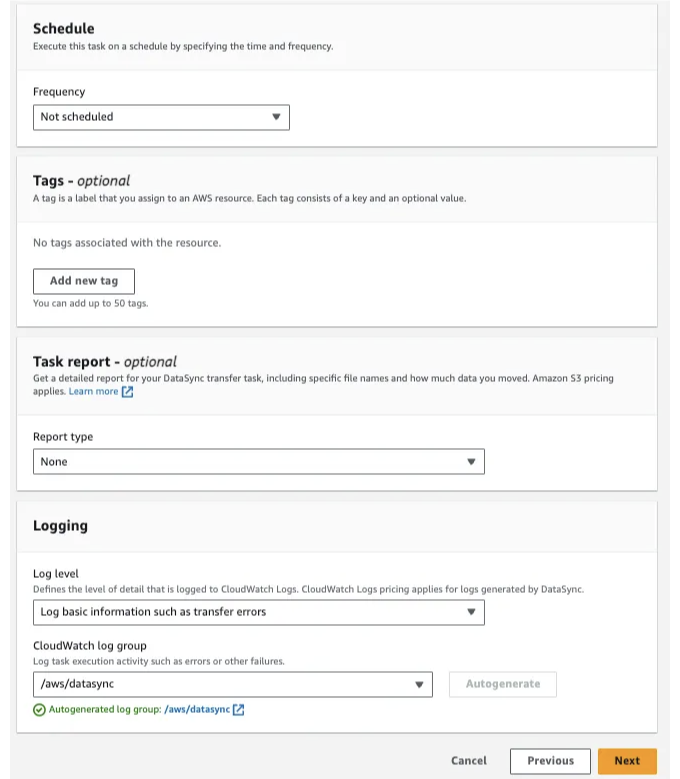 Schedule
Execute this task on a schedule by specifying the time and frequency.
Frequency
Not scheduled
Tags - optional
A tag is a label that you assign to an AWS resource. Each tag consists of a key and an optional value.
No tags associated with the resource.
Add new tag
You can add up to 50 tags.
Task report - optional
Get a detailed report for your DataSync transfer task, including specific file names and how much data you moved. Amazon S3 pricing
applies. Learn more
Report type
None
Logging
Log level
Defines the level of detail that is logged to CloudWatch Logs. CloudWatch Logs pricing applies for logs generated by DataSync.
Log basic information such as transfer errors
CloudWatch log group
Log task execution activity such as errors or other failures.
/aws/datasync
Autogenerate
Autogenerated log group: /aws/datasync
Cancel
Previous
Next